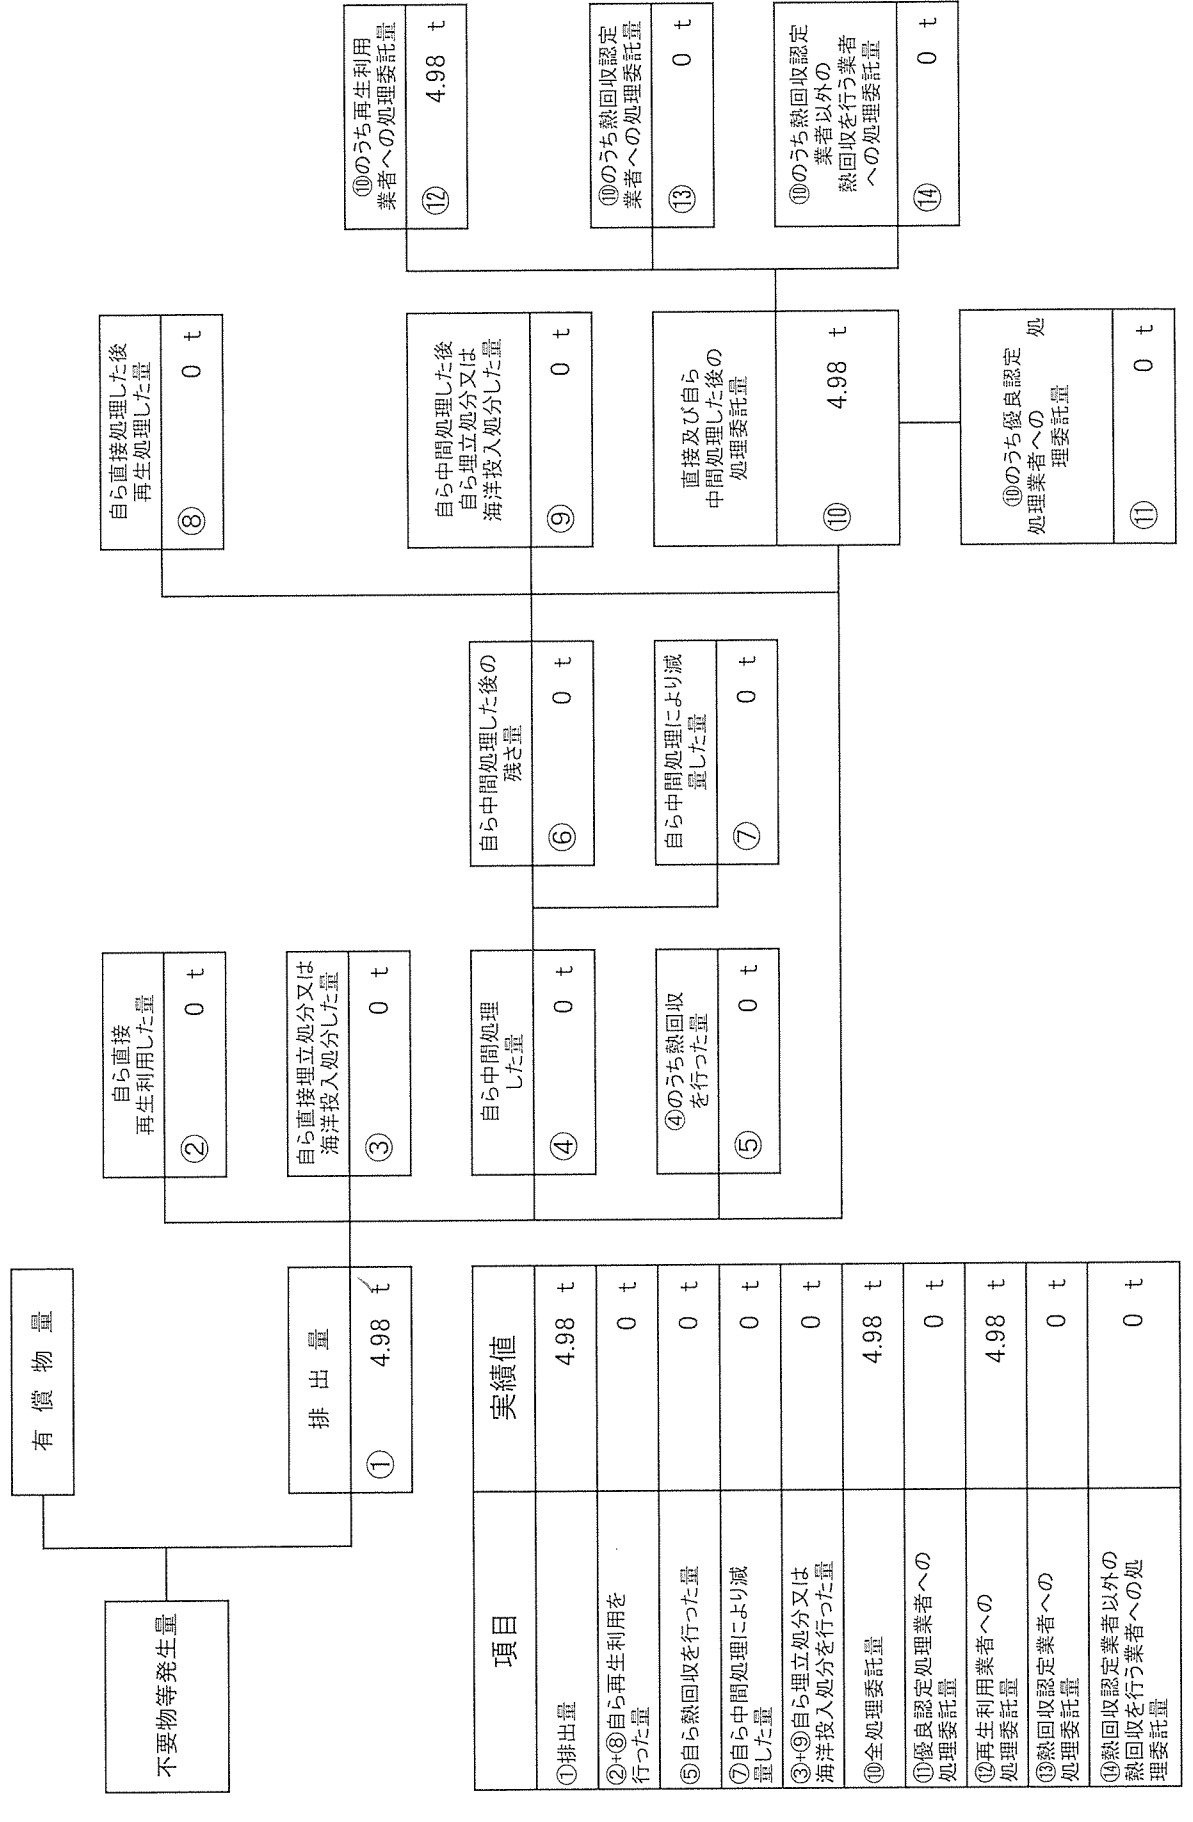 不要物等発生量
有 償 物 量
排 出 量
① 4.98 t
自ら直接
再生利用した量
② 0 t
自ら直接埋立処分又は
海洋投入処分した量
③ 0 t
自ら中間処理
した量
④ 0 t
④のうち熱回収
を行った量
⑤ 0 t
自ら中間処理した後の
残さ量
⑥ 0 t
自ら中間処理により減
量した量
⑦ 0 t
自ら直接処理した後
再生処理した量
⑧ 0 t
自ら中間処理した後
自ら埋立処分又は
海洋投入処分した量
⑨ 0 t
直接及び自ら
中間処理した後の
処理委託量
⑩ 4.98 t
⑩のうち優良認定
処理業者への 処
理委託量
⑪ 0 t
⑩のうち再生利用
業者への処理委託量
⑫ 4.98 t
⑩のうち熱回収認定
業者への処理委託量
⑬ 0 t
⑩のうち熱回収認定
業者以外の
熱回収を行う業者
への処理委託量
⑭ 0 t
項目 実績値
①排出量 4.98 t
②+⑧自ら再生利用を
行った量 0 t
⑤自ら熱回収を行った量 0 t
⑦自ら中間処理により減
量した量 0 t
③+⑨自ら埋立処分又は
海洋投入処分を行った量 0 t
⑩全処理委託量 4.98 t
⑪優良認定処理業者への
処理委託量 0 t
⑫再生利用業者への
処理委託量 4.98 t
⑬熱回収認定業者への
処理委託量 0 t
⑭熱回収認定業者以外の
熱回収を行う業者への処
理委託量 0 t